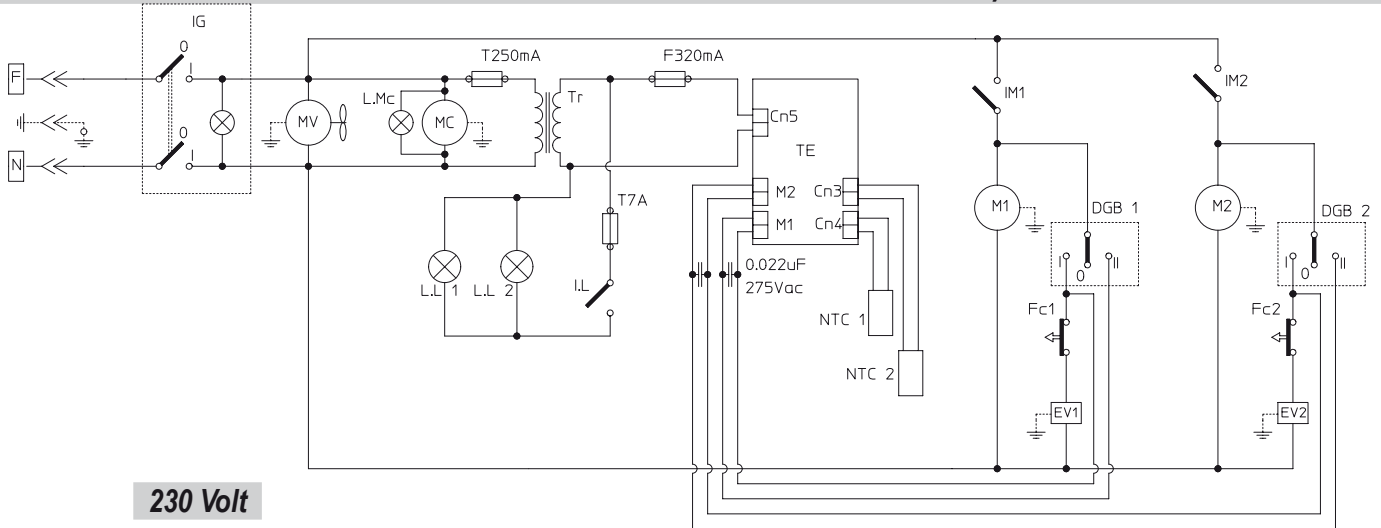 IG
0
I
F
0
I
N
MV
L.Mc
MC
T250mA
Tr
F320mA
T7A
L.L 1
L.L 2
I.L
Cn5
TE
M2
Cn3
M1
Cn4
0.022uF
275Vac
NTC 1
NTC 2
IM1
M1
DGB 1
I
0
II
Fc1
EV1
IM2
M2
DGB 2
I
0
II
Fc2
EV2
230 Volt